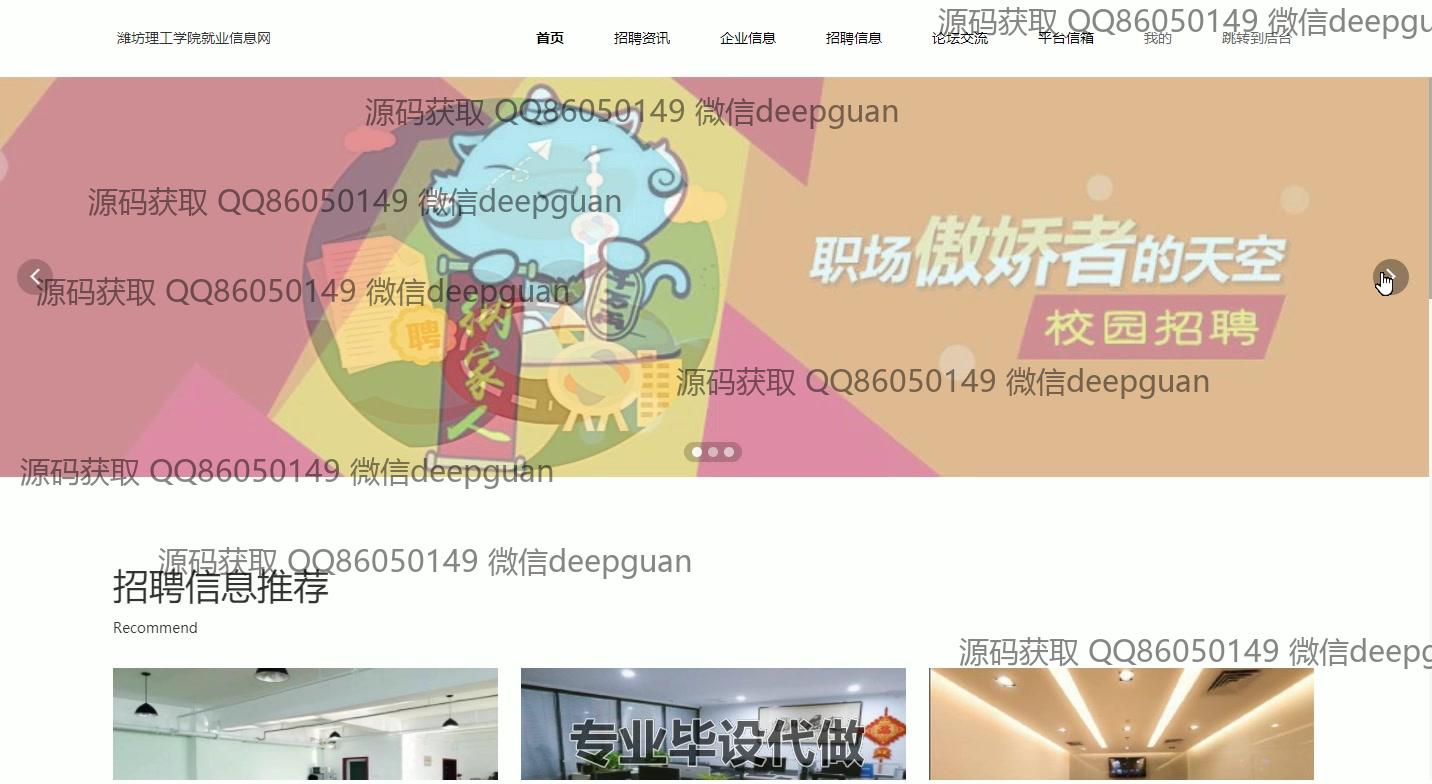 潍坊理工学院就业信息网
首页 招聘资讯 企业信息 招聘信息 论坛交流 平台信箱 我的 跳转到后台
源码获取 QQ86050149 微信deepgu
源码获取 QQ86050149 微信deepguan
源码获取 QQ86050149 微信deepguan
职场傲娇者的天空
源码获取 QQ86050149 微信deepguan
校园招聘
聘
纳
家
人
源码获取 QQ86050149 微信deepguan
源码获取 QQ86050149 微信deepguan
源码获取 QQ86050149 微信deepguan
招聘信息推荐
Recommend
源码获取 QQ86050149 微信deepg
专业毕设代做